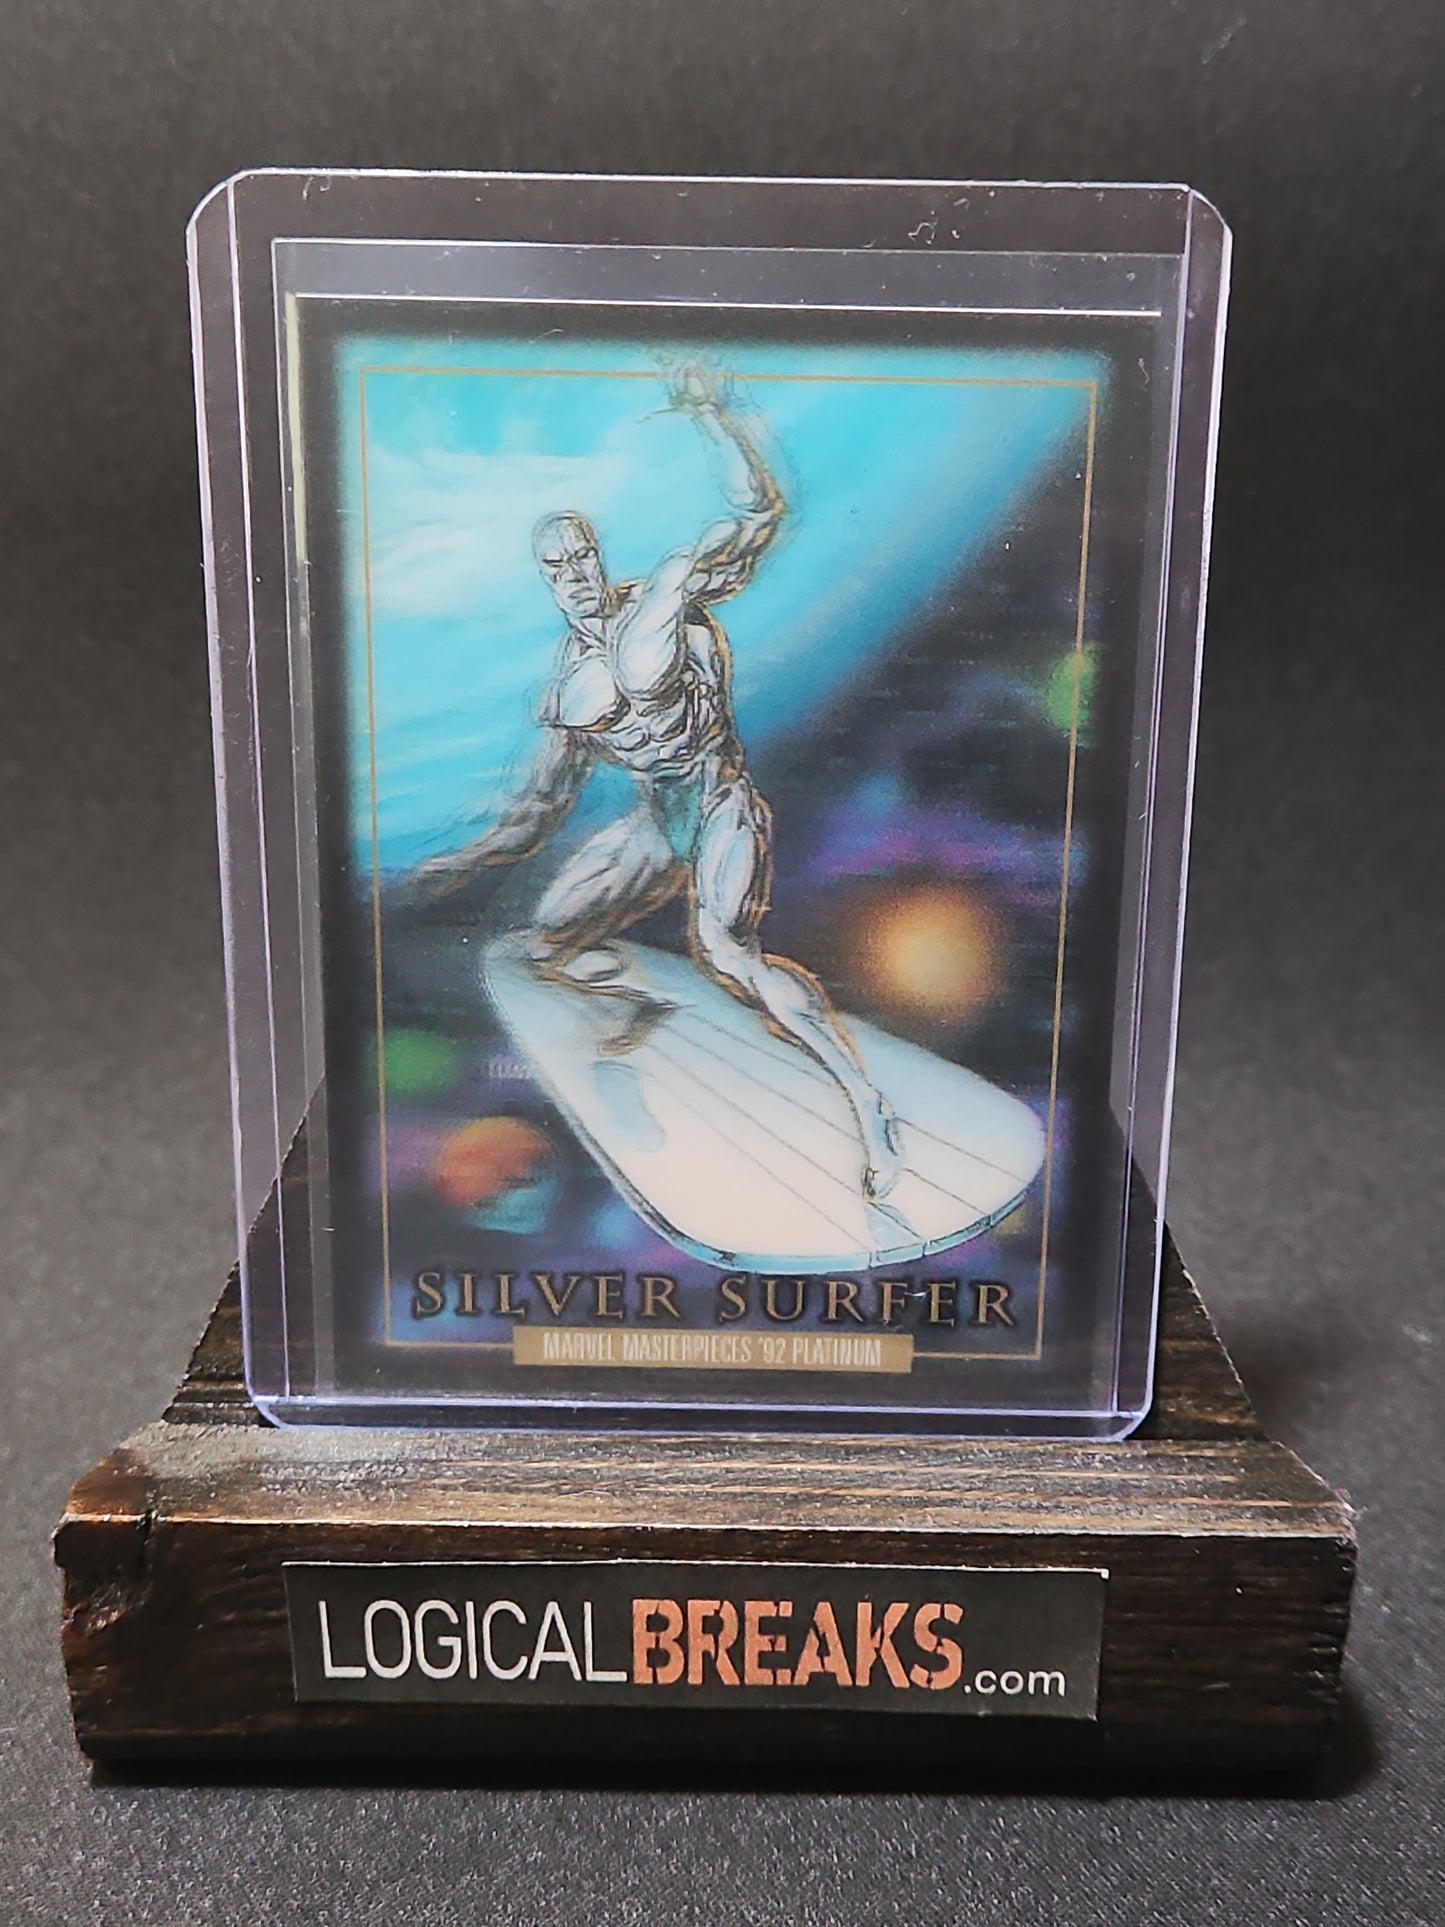 SILVER SURFER
MARVEL MASTERPIECES '92 PLATINUM
LOGICALBREAKS.com